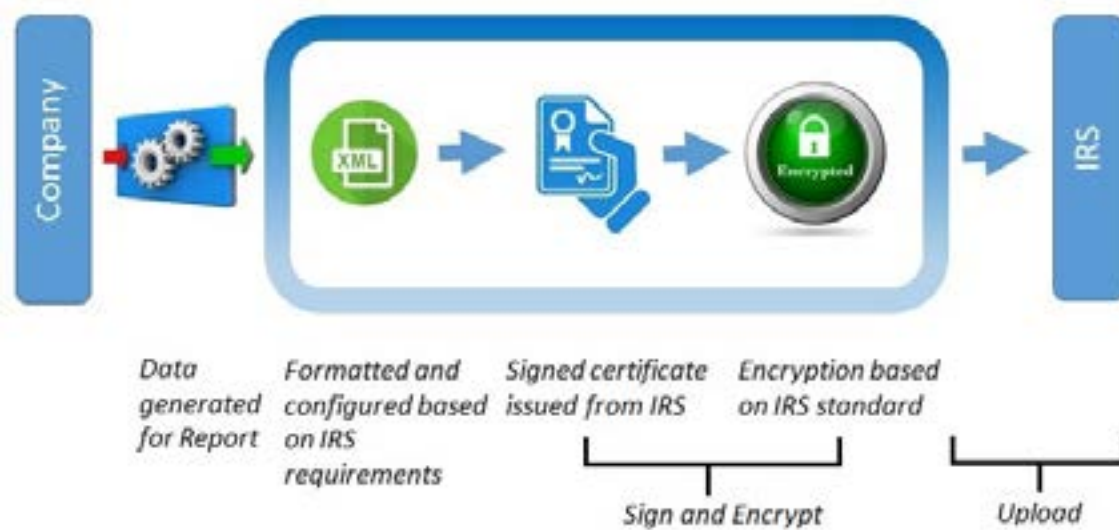 Company
XML
Encrypted
IRS
Data
generated
for Report
Formatted and
configured based
on IRS
requirements
Signed certificate
issued from IRS
Encryption based
on IRS standard
Sign and Encrypt
Upload